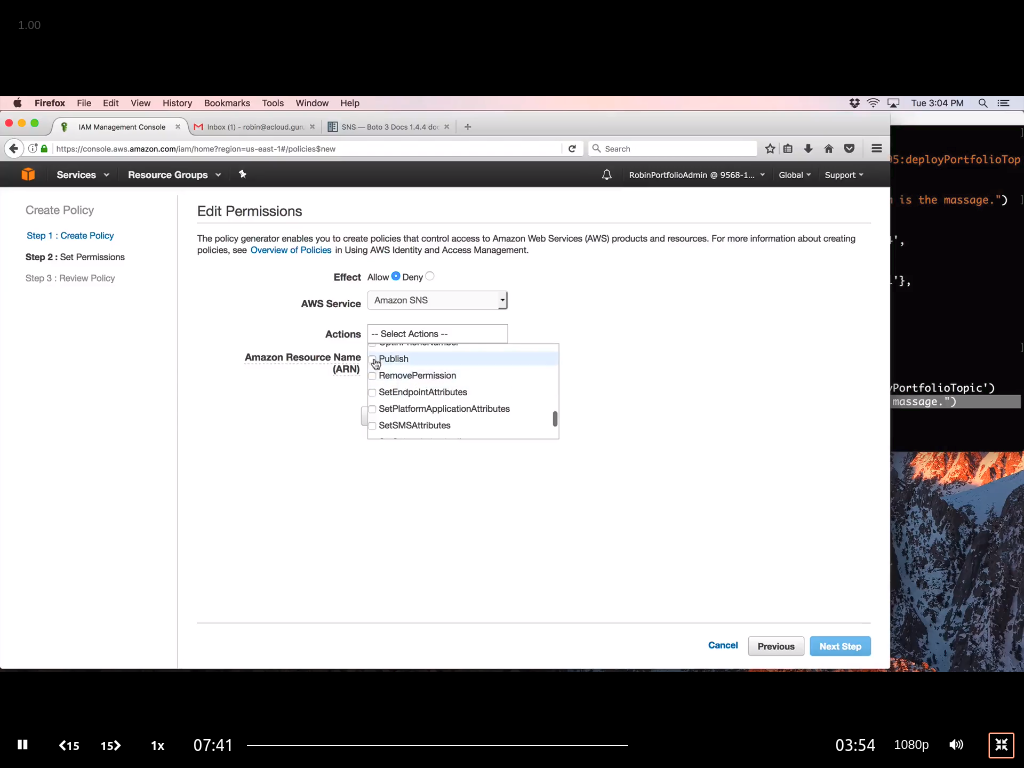 1.00
Firefox File Edit View History Bookmarks Tools Window Help Tue 3:04 PM
IAM Management Console × Inbox (1) - robin@acloud.gur × SNS — Boto 3 Docs 1.4.4 do × +
https://console.aws.amazon.com/iam/home?region=us-east-1#/policies$new Search
Services Resource Groups RobinPortfolioAdmin @ 9568-1... Global Support
05:deployPortfolioTop
is the massage.")
',
'},
yPortfolioTopic')
massage.")
Create Policy
Step 1 : Create Policy
Step 2 : Set Permissions
Step 3 : Review Policy
Edit Permissions
The policy generator enables you to create policies that control access to Amazon Web Services (AWS) products and resources. For more information about creating
policies, see Overview of Policies in Using AWS Identity and Access Management.
Effect Allow Deny
AWS Service Amazon SNS
Actions -- Select Actions --
Amazon Resource Name
(ARN)
Publish
RemovePermission
SetEndpointAttributes
SetPlatformApplicationAttributes
SetSMSAttributes
Cancel Previous Next Step
15 15 1x 07:41 03:54 1080p